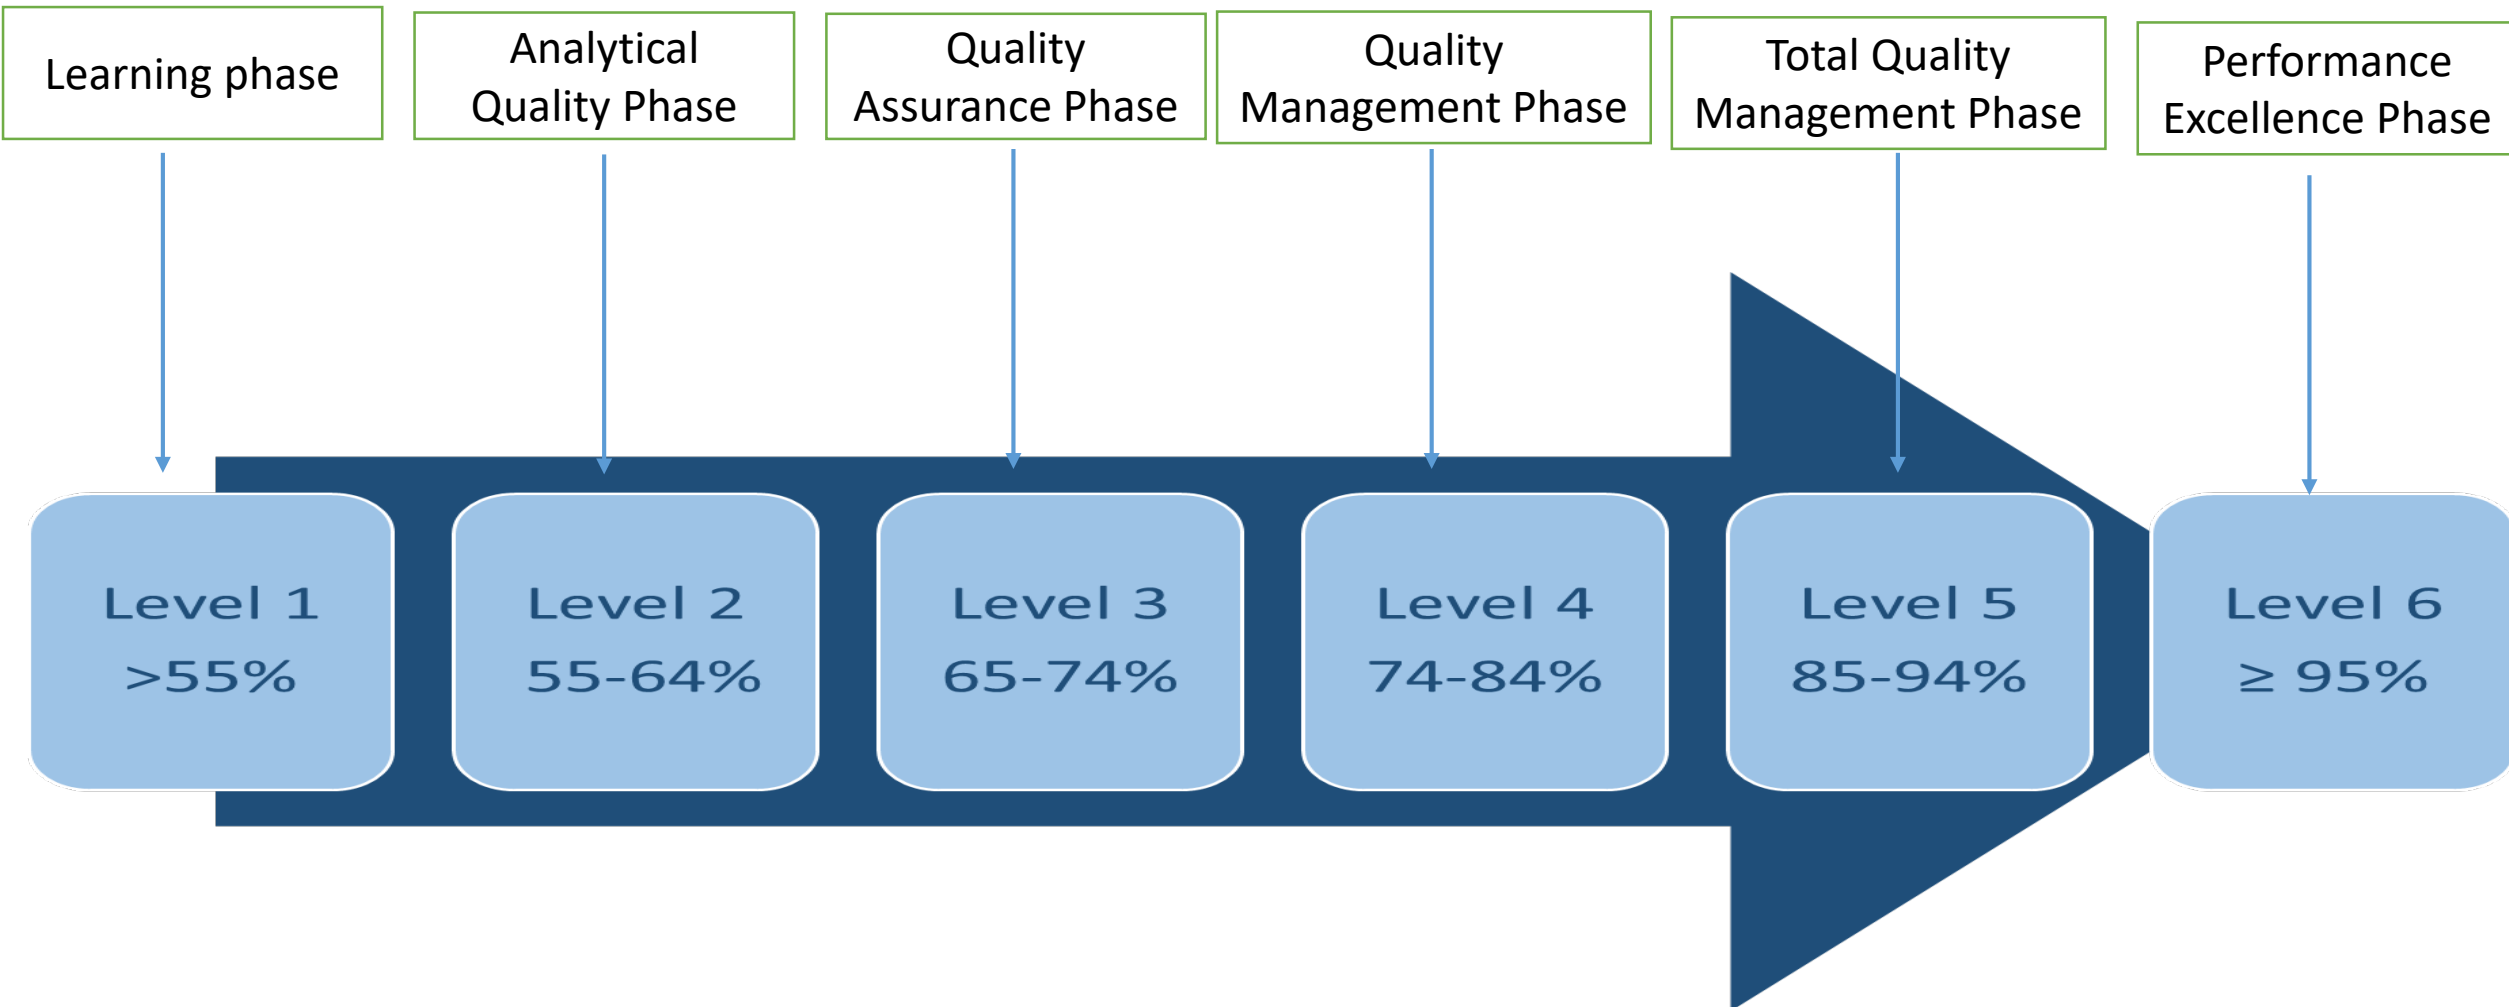 Learning phase
Analytical
Quality Phase
Quality
Assurance Phase
Quality
Management Phase
Total Quality
Management Phase
Performance
Excellence Phase
Level 1
>55%
Level 2
55-64%
Level 3
65-74%
Level 4
74-84%
Level 5
85-94%
Level 6
≥ 95%